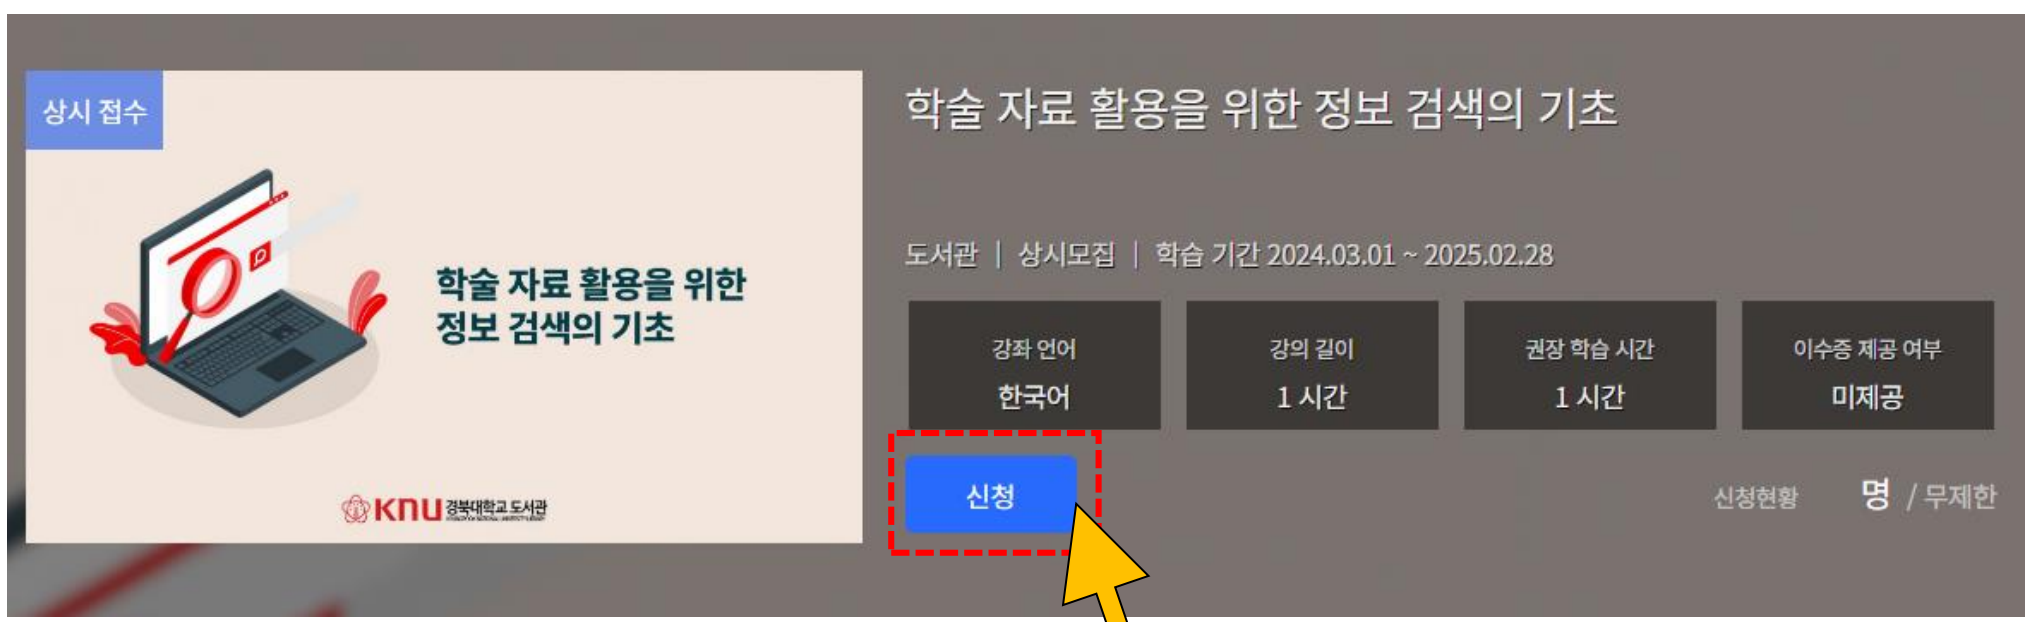 상시 접수
학술 자료 활용을 위한
정보 검색의 기초
KNU 경북대학교 도서관
학술 자료 활용을 위한 정보 검색의 기초
도서관 | 상시모집 | 학습 기간 2024.03.01 ~ 2025.02.28
강좌 언어
한국어
강의 길이
1 시간
권장 학습 시간
1 시간
이수증 제공 여부
미제공
신청
신청현황 명 / 무제한